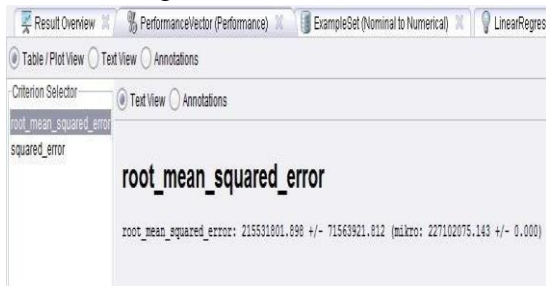 Result Overview PerformanceVector (Performance) ExampleSet (Nominal to Numerical) LinearRegres
Table / Plot View Text View Annotations
Criterion Selector
Text View Annotations
root_mean_squared_error
squared_error
root_mean_squared_error
root_mean_squared_error: 215531801.898 +/- 71563921.812 (mikro: 227102075.143 +/- 0.000)